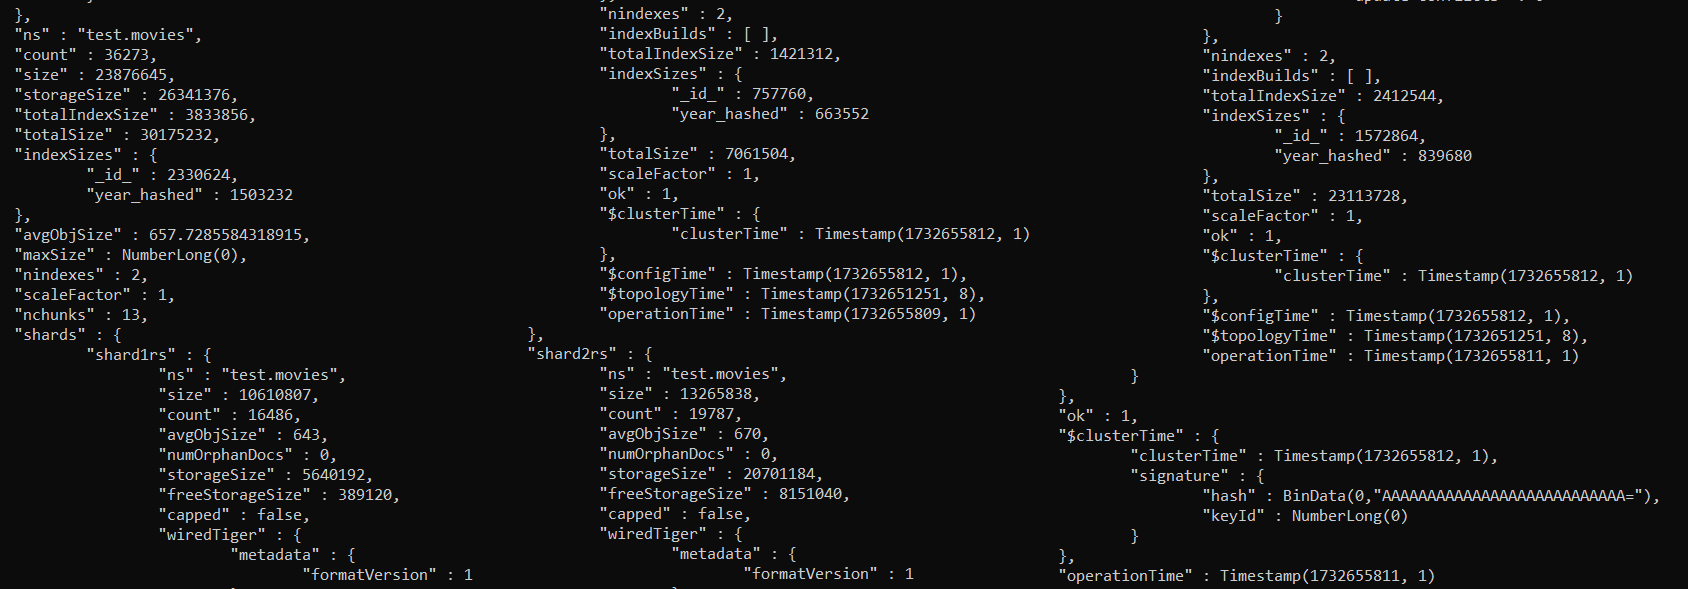 },
"ns" : "test.movies",
"count" : 36273,
"size" : 23876645,
"storageSize" : 26341376,
"totalIndexSize" : 3833856,
"totalSize" : 30175232,
"indexSizes" : {
"_id_" : 2330624,
"year_hashed" : 1503232
},
"avgObjSize" : 657.7285584318915,
"maxSize" : NumberLong(0),
"nindexes" : 2,
"scaleFactor" : 1,
"nchunks" : 13,
"shards" : {
"shard1rs" : {
"ns" : "test.movies",
"size" : 10610807,
"count" : 16486,
"avgObjSize" : 643,
"numOrphanDocs" : 0,
"storageSize" : 5640192,
"freeStorageSize" : 389120,
"capped" : false,
"wiredTiger" : {
"metadata" : {
"formatVersion" : 1
"nindexes" : 2,
"indexBuilds" : [ ],
"totalIndexSize" : 1421312,
"indexSizes" : {
"_id_" : 757760,
"year_hashed" : 663552
},
"totalSize" : 7061504,
"scaleFactor" : 1,
"ok" : 1,
"$clusterTime" : {
"clusterTime" : Timestamp(1732655812, 1)
},
"$configTime" : Timestamp(1732655812, 1),
"$topologyTime" : Timestamp(1732651251, 8),
"operationTime" : Timestamp(1732655809, 1)
},
"shard2rs" : {
"ns" : "test.movies",
"size" : 13265838,
"count" : 19787,
"avgObjSize" : 670,
"numOrphanDocs" : 0,
"storageSize" : 20701184,
"freeStorageSize" : 8151040,
"capped" : false,
"wiredTiger" : {
"metadata" : {
"formatVersion" : 1
}
},
"nindexes" : 2,
"indexBuilds" : [ ],
"totalIndexSize" : 2412544,
"indexSizes" : {
"_id_" : 1572864,
"year_hashed" : 839680
},
"totalSize" : 23113728,
"scaleFactor" : 1,
"ok" : 1,
"$clusterTime" : {
"clusterTime" : Timestamp(1732655812, 1)
},
"$configTime" : Timestamp(1732655812, 1),
"$topologyTime" : Timestamp(1732651251, 8),
"operationTime" : Timestamp(1732655811, 1)
}
},
"ok" : 1,
"$clusterTime" : {
"clusterTime" : Timestamp(1732655812, 1),
"signature" : {
"hash" : BinData(0,"AAAAAAAAAAAAAAAAAAAAAAAAAAA="),
"keyId" : NumberLong(0)
}
},
"operationTime" : Timestamp(1732655811, 1)